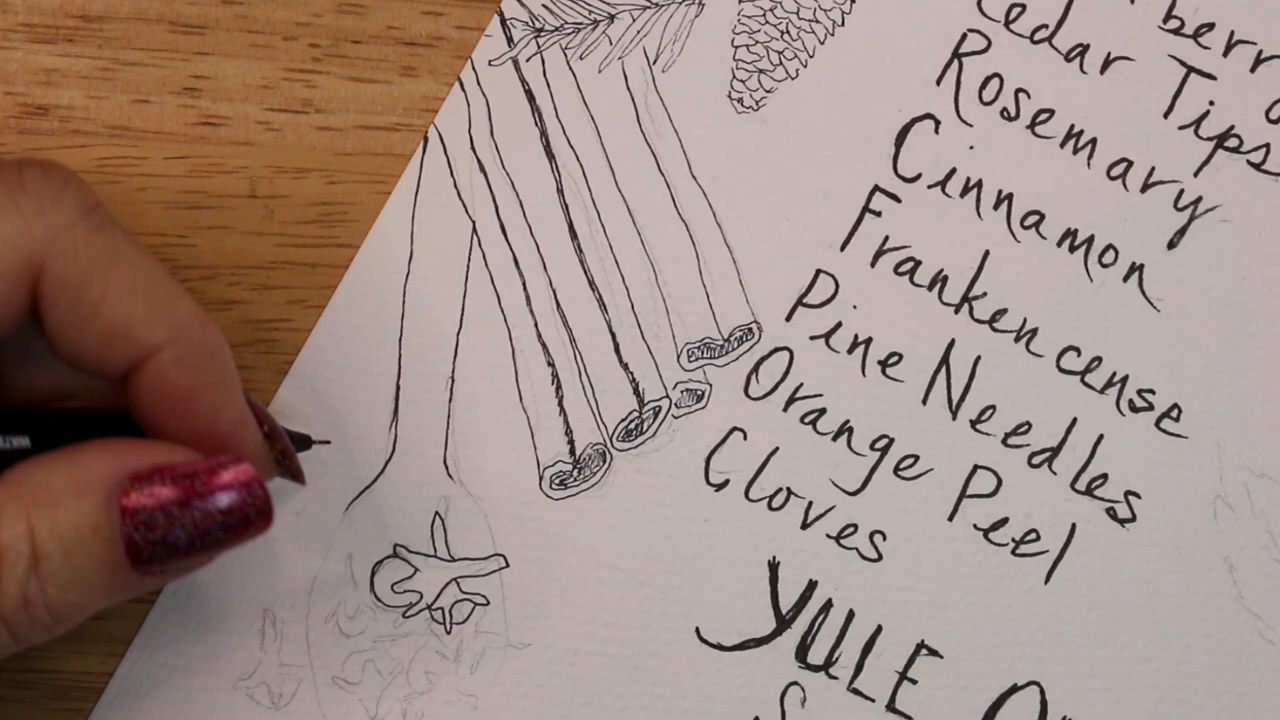 Cedar Tips
Rosemary
Cinnamon
Frankencense
Pine Needles
Orange Peel
Cloves
YULE